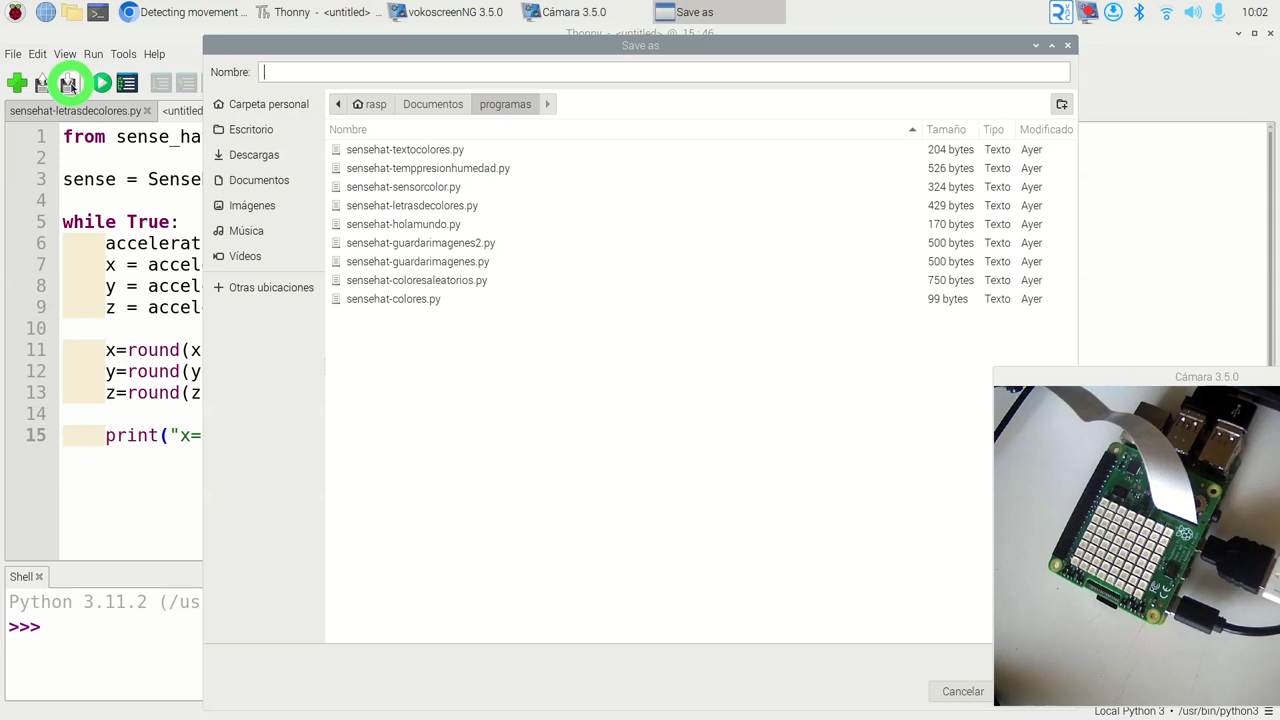 Detecting movement ...
Thonny - <untitled> ...
vokoscreenNG 3.5.0
Cámara 3.5.0
Save as
10:02
Thonny - <untitled> @ 15:46
File Edit View Run Tools Help
Save as
Nombre:
sensehat-letrasdecolores.py
<untitled>
rasp Documentos programas
Carpeta personal
Escritorio
Descargas
Documentos
Imágenes
Música
Vídeos
Otras ubicaciones
Nombre Tamaño Tipo Modificado
sensehat-textocolores.py 204 bytes Texto Ayer
sensehat-temppresionhumedad.py 526 bytes Texto Ayer
sensehat-sensorcolor.py 324 bytes Texto Ayer
sensehat-letrasdecolores.py 429 bytes Texto Ayer
sensehat-holamundo.py 170 bytes Texto Ayer
sensehat-guardarimagenes2.py 500 bytes Texto Ayer
sensehat-guardarimagenes.py 500 bytes Texto Ayer
sensehat-coloresaleatorios.py 750 bytes Texto Ayer
sensehat-colores.py 99 bytes Texto Ayer
1 from sense_ha
2
3 sense = Sense
4
5 while True:
6 accelerat
7 x = accel
8 y = accel
9 z = accel
10
11 x=round(x
12 y=round(y
13 z=round(z
14
15 print("x=
Shell
Python 3.11.2 (/us
>>>
Cámara 3.5.0
Cancelar
Local Python 3 • /usr/bin/python3